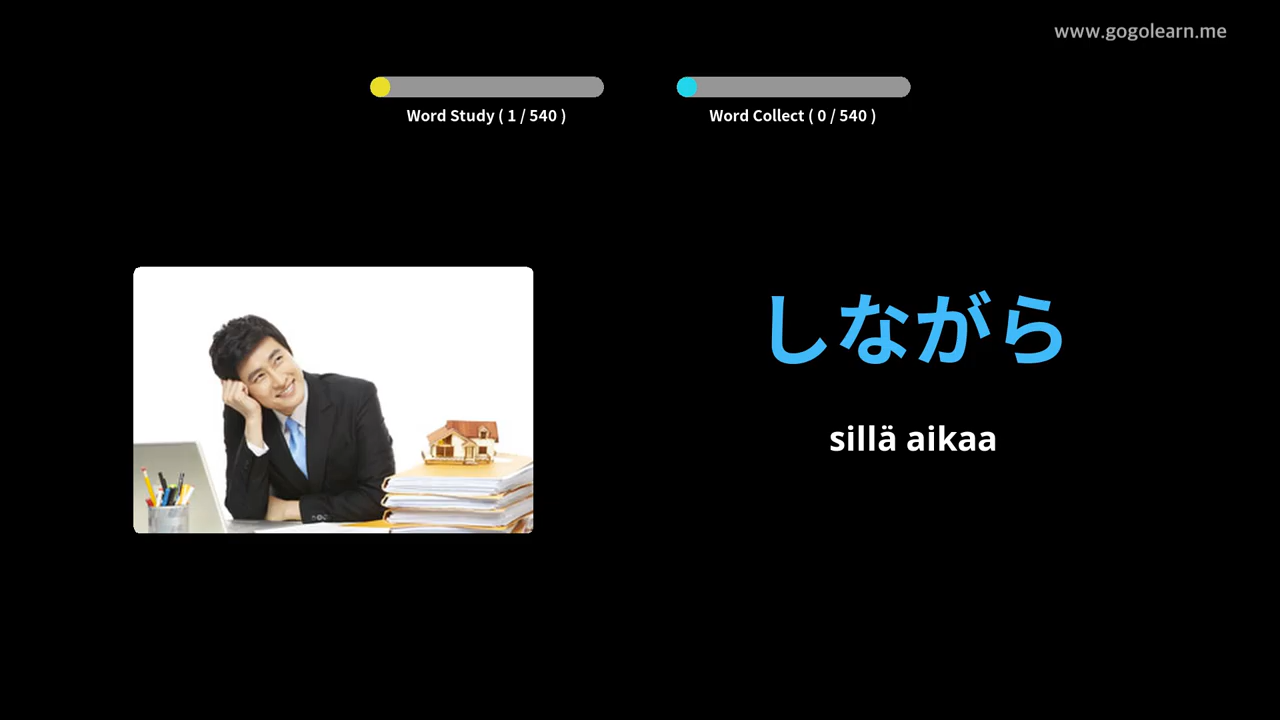 www.gogolearn.me
Word Study ( 1 / 540 )
Word Collect ( 0 / 540 )
しながら
sillä aikaa